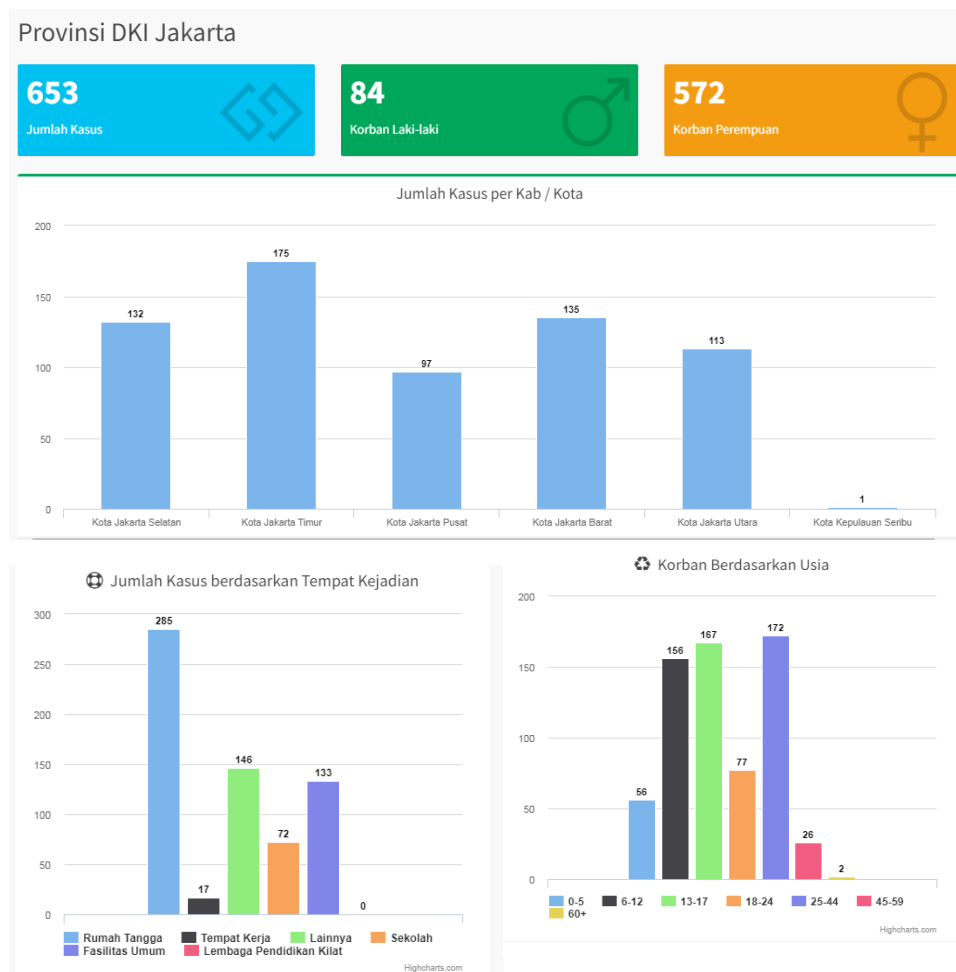 Provinsi DKI Jakarta
653
Jumlah Kasus
84
Korban Laki-laki
572
Korban Perempuan
Jumlah Kasus per Kab / Kota
200
150
100
50
0
132
175
97
135
113
1
Kota Jakarta Selatan
Kota Jakarta Timur
Kota Jakarta Pusat
Kota Jakarta Barat
Kota Jakarta Utara
Kota Kepulauan Seribu
Jumlah Kasus berdasarkan Tempat Kejadian
300
250
200
150
100
50
0
285
17
146
72
133
0
Rumah Tangga
Tempat Kerja
Lainnya
Sekolah
Fasilitas Umum
Lembaga Pendidikan Kilat
Highcharts.com
Korban Berdasarkan Usia
200
150
100
50
0
56
156
167
77
172
26
2
0-5
6-12
13-17
18-24
25-44
45-59
60+
Highcharts.com